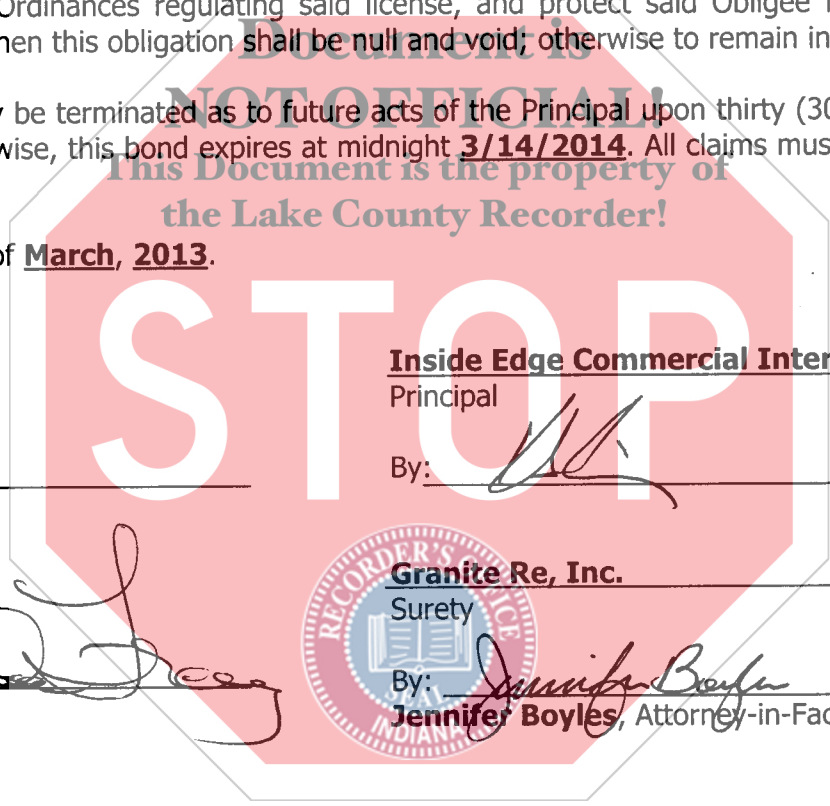 Ordinances regulating said license, and protect said Obligee
hen this obligation shall be null and void; otherwise to remain in
Document is
NOT OFFICIAL!
This Document is the property of
the Lake County Recorder!
be terminated as to future acts of the Principal upon thirty (30
wise, this bond expires at midnight 3/14/2014. All claims mus
of March, 2013.
STOP
Inside Edge Commercial Inter
Principal
By:
RECORDER'S OFFICE
SEAL
INDIANA
Granite Re, Inc.
Surety
By: Jennifer Boyles
Jennifer Boyles, Attorney-in-Fac